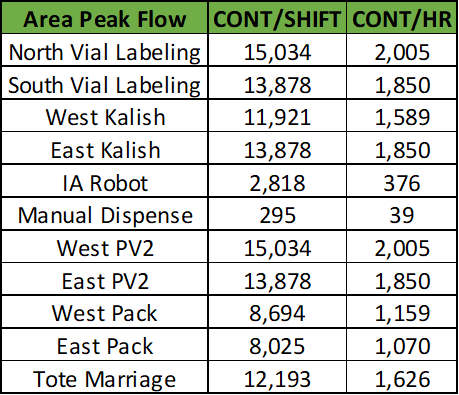 Area Peak Flow CONT/SHIFT CONT/HR
North Vial Labeling 15,034 2,005
South Vial Labeling 13,878 1,850
West Kalish 11,921 1,589
East Kalish 13,878 1,850
IA Robot 2,818 376
Manual Dispense 295 39
West PV2 15,034 2,005
East PV2 13,878 1,850
West Pack 8,694 1,159
East Pack 8,025 1,070
Tote Marriage 12,193 1,626